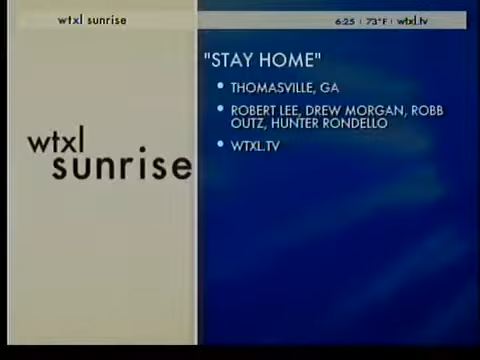 wtxl sunrise
6:25 | 73°F | wtxl.tv
"STAY HOME"
• THOMASVILLE, GA
• ROBERT LEE, DREW MORGAN, ROBB
OUTZ, HUNTER RONDELLO
• WTXL.TV
wtxl
sunrise